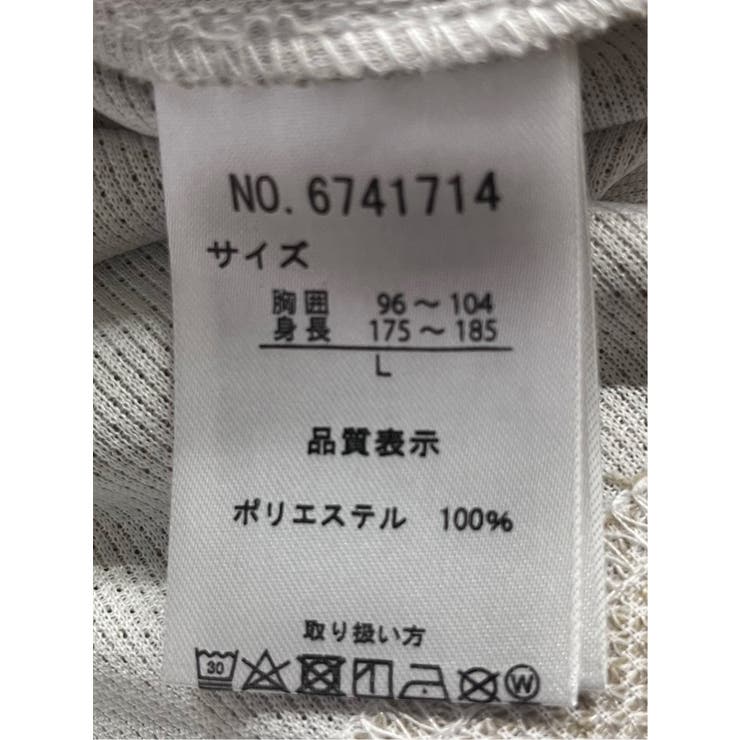 NO. 6741714
サイズ
胸囲 96～104
身長 175～185
L
品質表示
ポリエステル 100%
取り扱い方
30 W